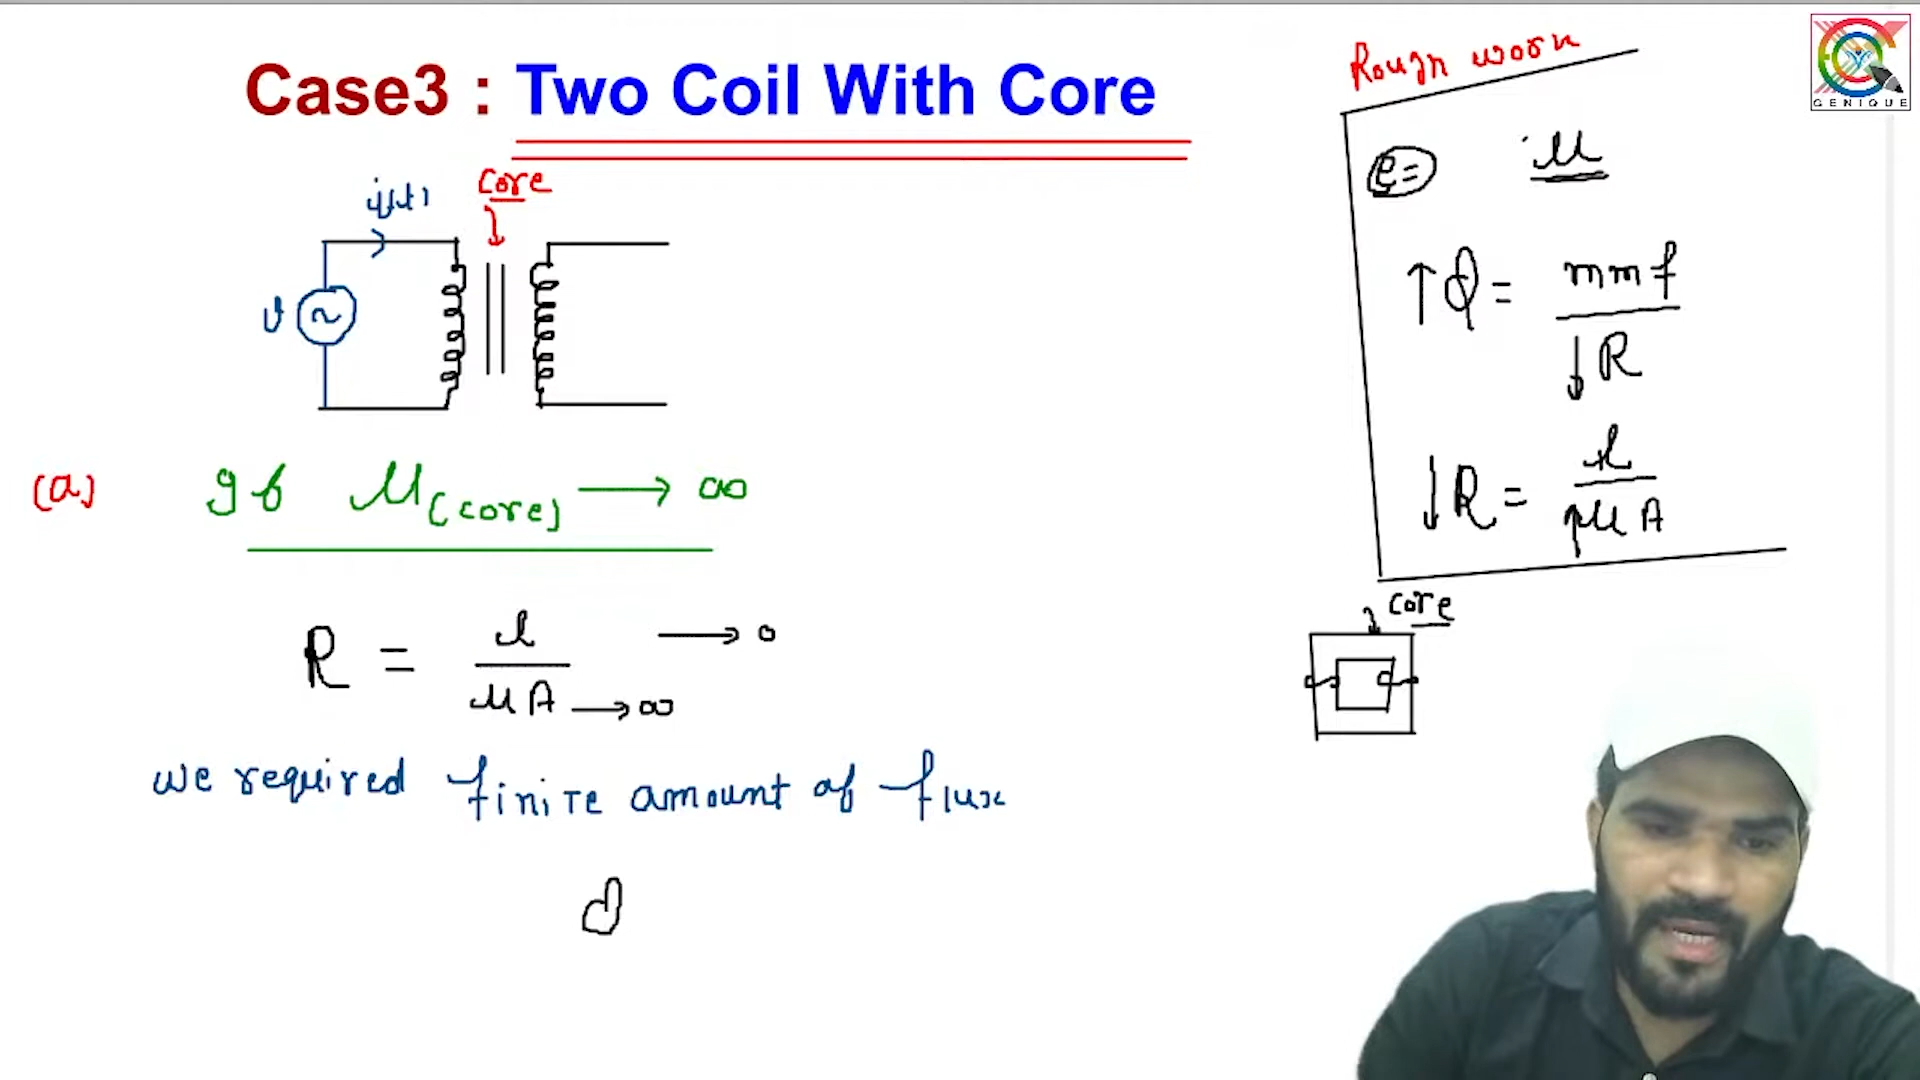 Case3 : Two Coil With Core
Rough work
GENIQUE
i(t)
core
v
e= μ
↑Φ = mmf / ↓R
↓R = l / ↑μA
(a) If μ(core) → ∞
core
R = l / μA → 0
→ ∞
we required finite amount of flux